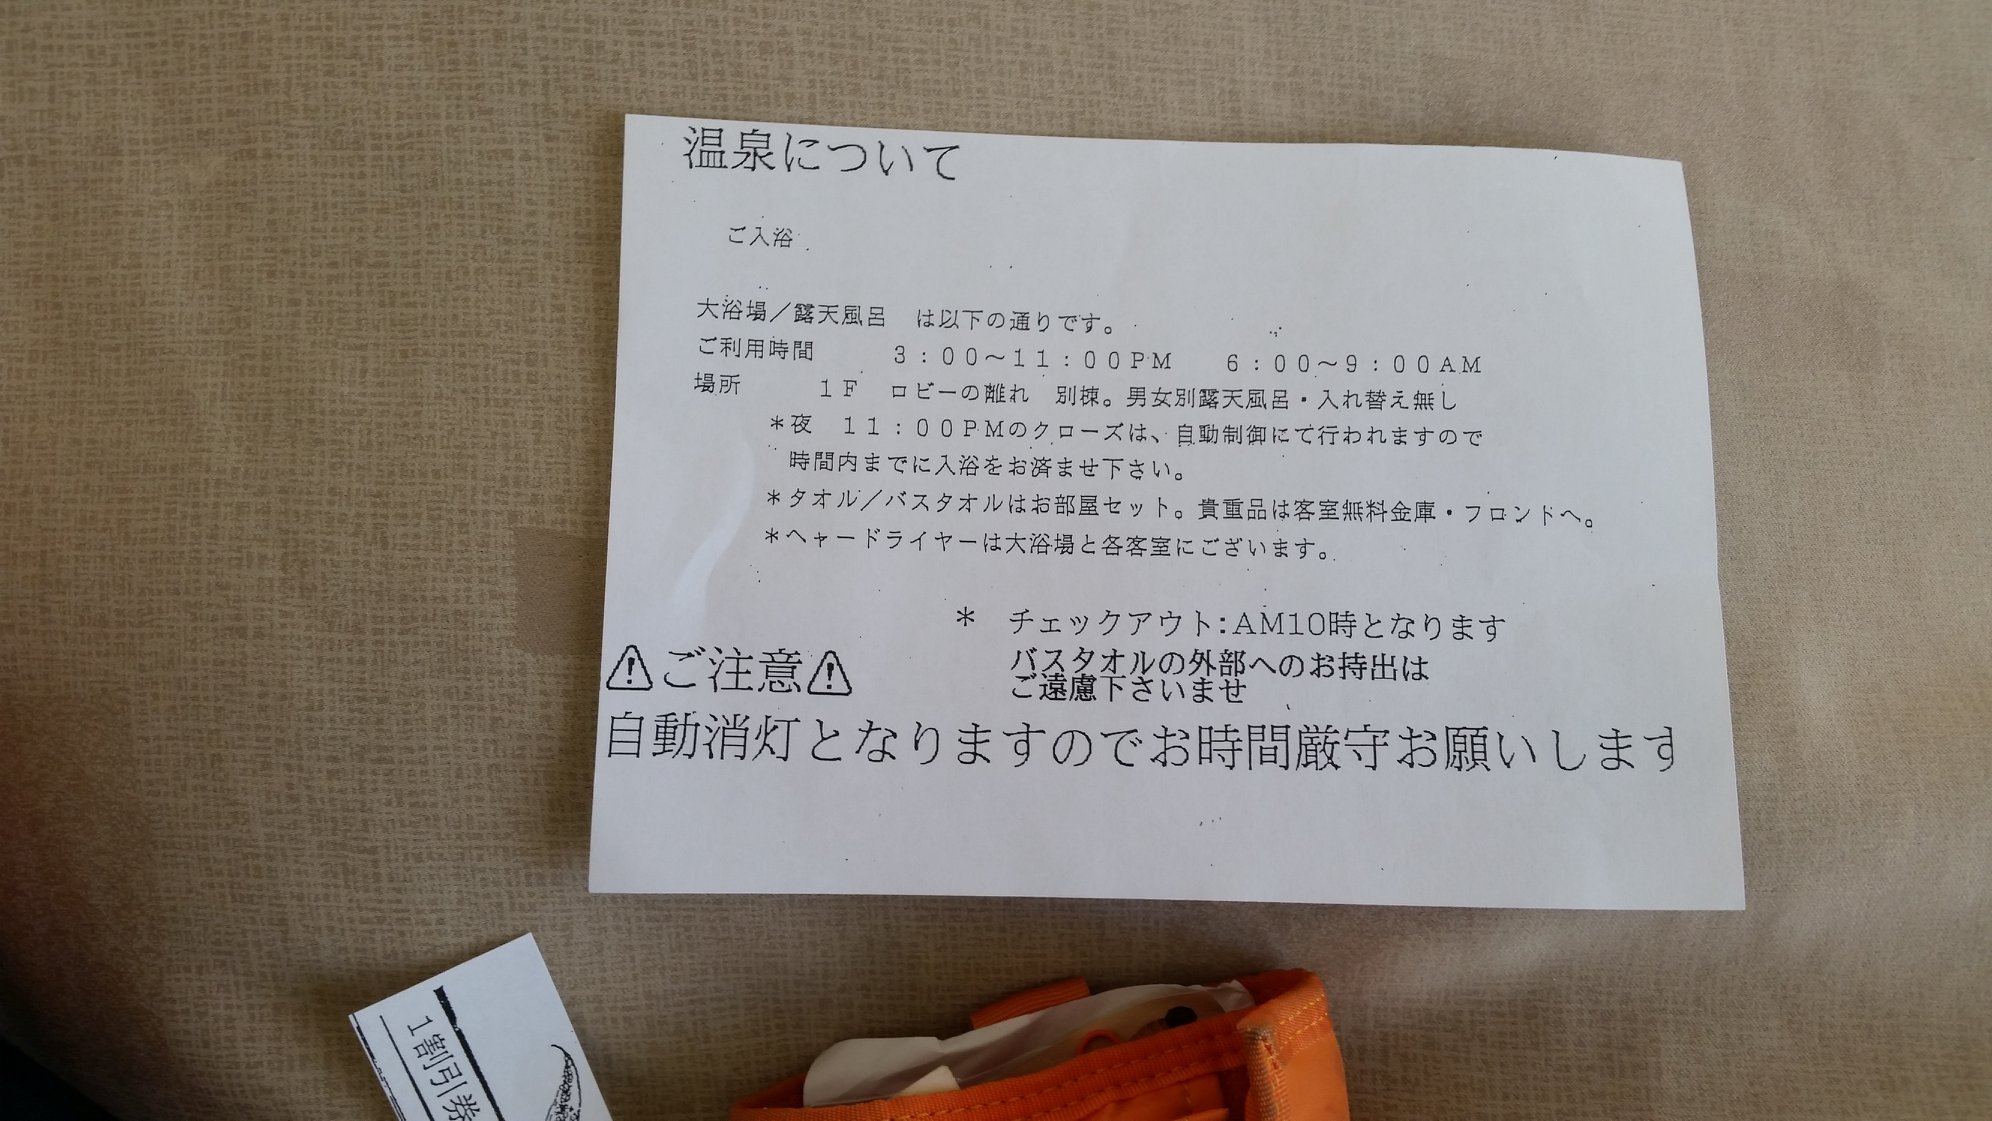 温泉について
ご入浴
大浴場／露天風呂　は以下の通りです。
ご利用時間　　　３：００～１１：００ＰＭ　　６：００～９：００ＡＭ
場所　　　１Ｆ　ロビーの離れ　別棟。男女別露天風呂・入れ替え無し
＊夜　１１：００ＰＭのクローズは、自動制御にて行われますので
時間内までに入浴をお済ませ下さい。
＊タオル／バスタオルはお部屋セット。貴重品は客室無料金庫・フロントへ。
＊ヘャードライヤーは大浴場と各客室にございます。
＊　チェックアウト:AM10時となります
バスタオルの外部へのお持出は
ご遠慮下さいませ
⚠ご注意⚠
自動消灯となりますのでお時間厳守お願いします
1割引券